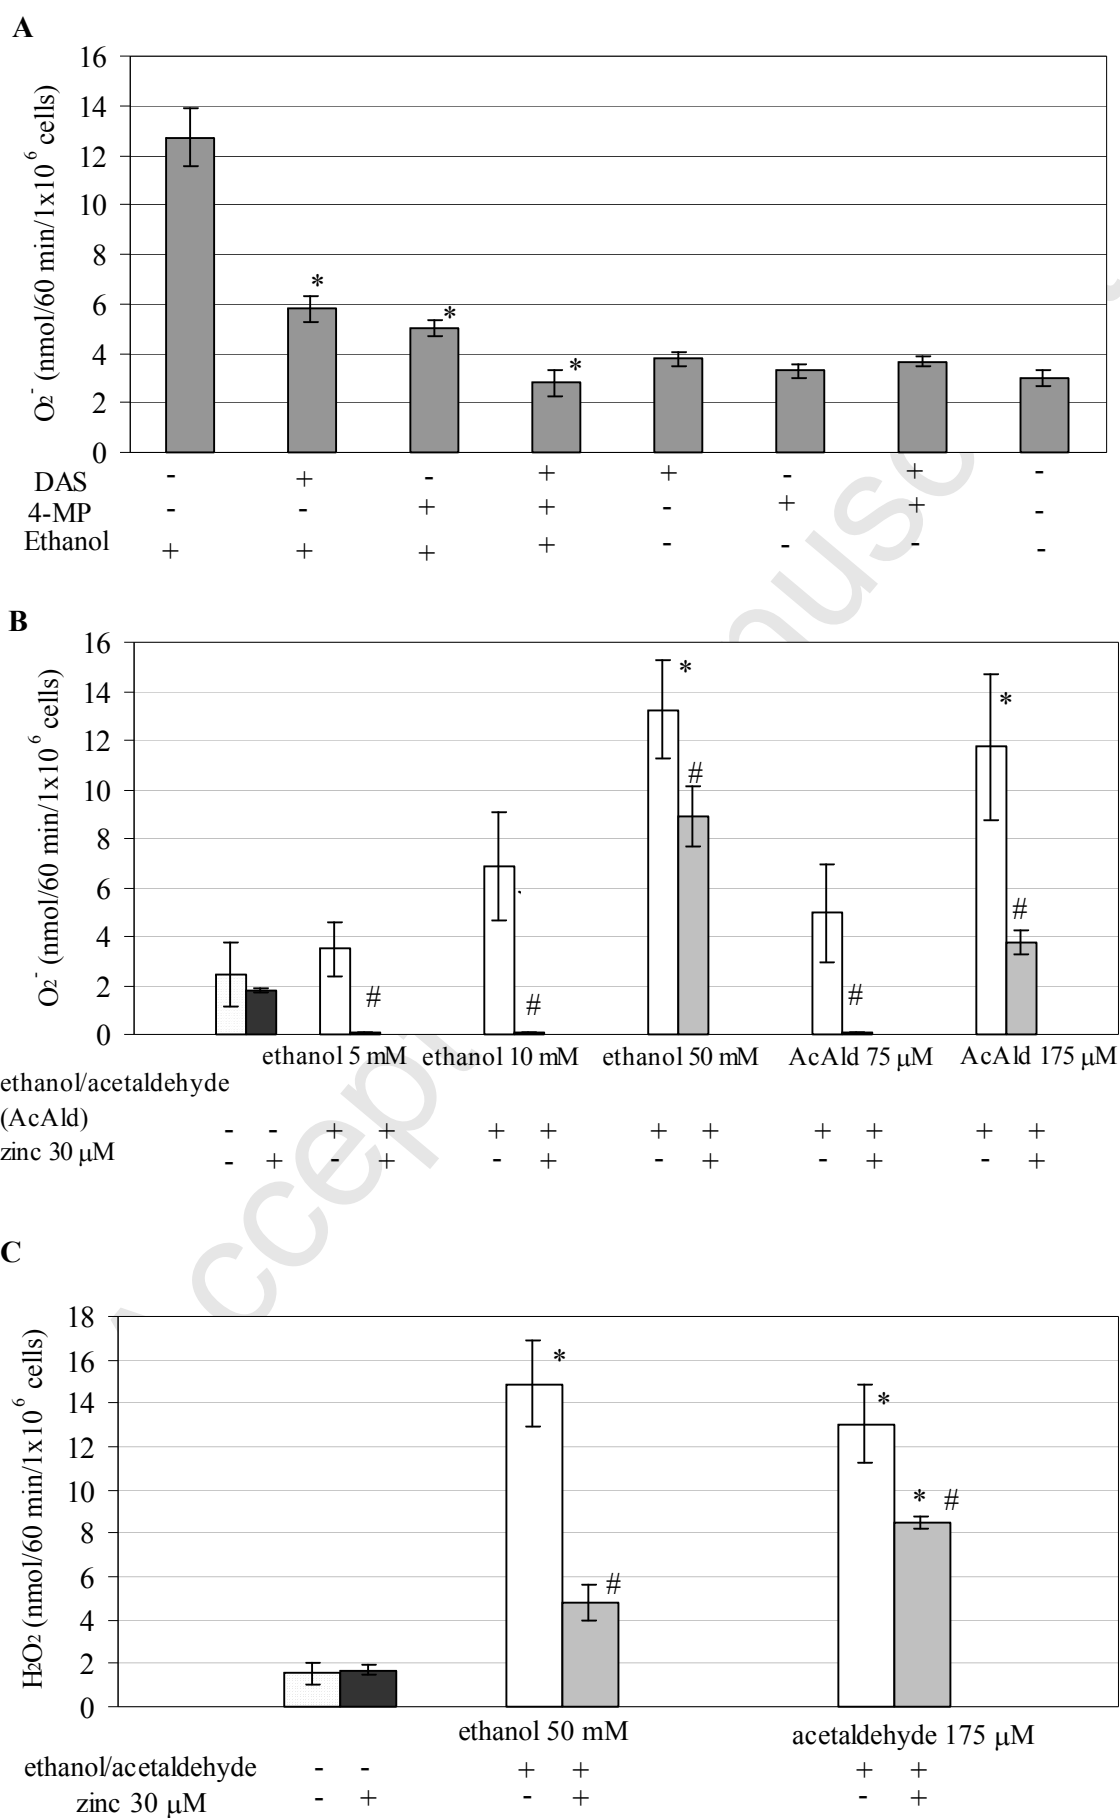 A
O2- (nmol/60 min/1x10^6 cells)
16
14
12
10
8
6
4
2
0
*
*
*
DAS - + - + + - + -
4-MP - - + + - + + -
Ethanol + + + + - - - -
B
O2- (nmol/60 min/1x10^6 cells)
16
14
12
10
8
6
4
2
0
* *
#
#
# # #
ethanol 5 mM ethanol 10 mM ethanol 50 mM AcAld 75 µM AcAld 175 µM
ethanol/acetaldehyde
(AcAld) - - + + + + + + + + + +
zinc 30 µM - + - + - + - + - + - +
C
H2O2 (nmol/60 min/1x10^6 cells)
18
16
14
12
10
8
6
4
2
0
*
*
* #
#
ethanol 50 mM acetaldehyde 175 µM
ethanol/acetaldehyde - - + + + +
zinc 30 µM - + - + - +